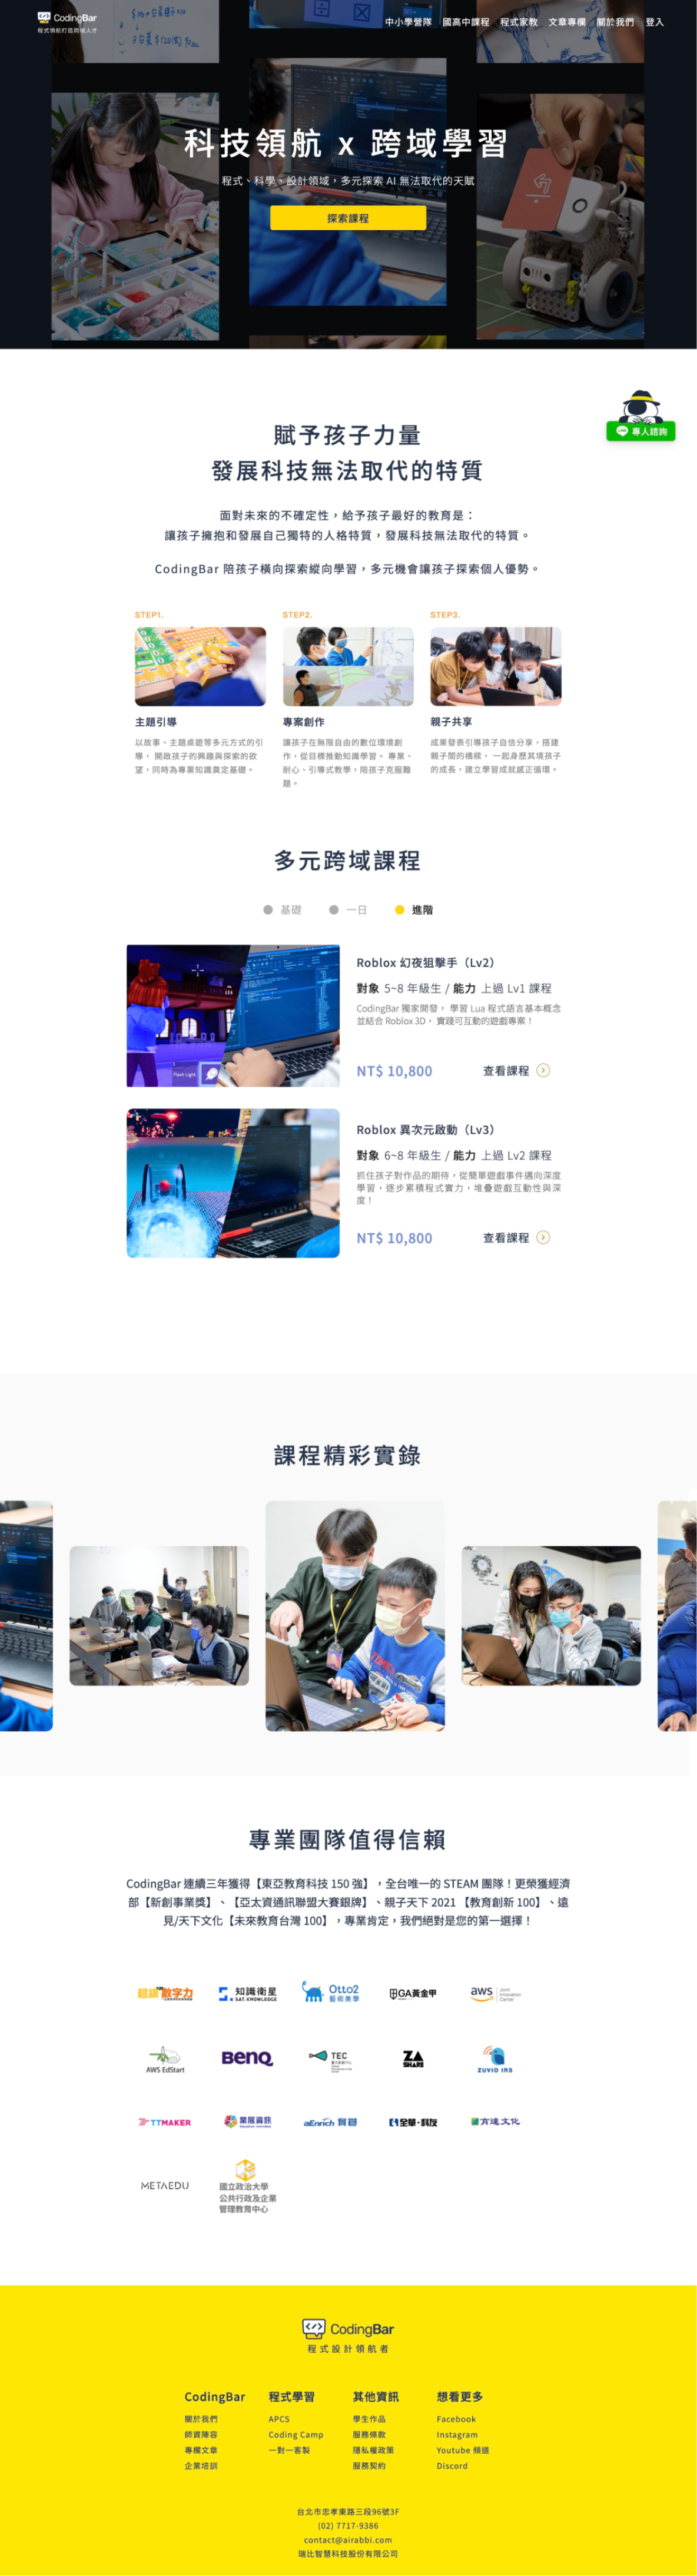 CodingBar
程式領航打造跨域人才
中小學營隊
國高中課程
程式家教
文章專欄
關於我們
登入
科技領航 x 跨域學習
程式、科學、設計領域，多元探索 AI 無法取代的天賦
探索課程
專人諮詢
賦予孩子力量
發展科技無法取代的特質
面對未來的不確定性，給予孩子最好的教育是：
讓孩子擁抱和發展自己獨特的人格特質，發展科技無法取代的特質。
CodingBar 陪孩子橫向探索縱向學習，多元機會讓孩子探索個人優勢。
STEP1.
主題引導
以故事、主題桌遊等多元方式的引
導， 開啟孩子的興趣與探索的欲
望，同時為專業知識奠定基礎。
STEP2.
專案創作
讓孩子在無限自由的數位環境創
作，從目標推動知識學習。 專業、
耐心、引導式教學，陪孩子克服難
題。
STEP3.
親子共享
成果發表引導孩子自信分享，搭建
親子間的橋樑， 一起身歷其境孩子
的成長，建立學習成就感正循環。
多元跨域課程
基礎
一日
進階
Roblox 幻夜狙擊手（Lv2）
對象 5~8 年級生 / 能力 上過 Lv1 課程
CodingBar 獨家開發， 學習 Lua 程式語言基本概念
並結合 Roblox 3D， 實踐可互動的遊戲專案！
NT$ 10,800
查看課程
Flash Light
Roblox 異次元啟動（Lv3）
對象 6~8 年級生 / 能力 上過 Lv2 課程
抓住孩子對作品的期待，從簡單遊戲事件邁向深度
學習，逐步累積程式實力，堆疊遊戲互動性與深
度！
NT$ 10,800
查看課程
課程精彩實錄
專業團隊值得信賴
CodingBar 連續三年獲得【東亞教育科技 150 強】，全台唯一的 STEAM 團隊！更榮獲經濟
部【新創事業獎】、【亞太資通訊聯盟大賽銀牌】、親子天下 2021 【教育創新 100】、遠
見/天下文化【未來教育台灣 100】，專業肯定，我們絕對是您的第一選擇！
超級數字力
知識衛星
SAT. KNOWLEDGE
Otto2
藝術美學
GA黃金甲
aws
Joint
Innovation
Center
AWS EdStart
BenQ
TEC
ZA
SHARE
ZUVIO IRS
TTMAKER
業展資訊
aEnrich 育碁
全華·科友
育達文化
METAEDU
國立政治大學
公共行政及企業
管理教育中心
CodingBar
程式設計領航者
CodingBar
關於我們
師資陣容
專欄文章
企業培訓
程式學習
APCS
Coding Camp
一對一客製
其他資訊
學生作品
服務條款
隱私權政策
服務契約
想看更多
Facebook
Instagram
Youtube 頻道
Discord
台北市忠孝東路三段96號3F
(02) 7717-9386
contact@airabbi.com
瑞比智慧科技股份有限公司